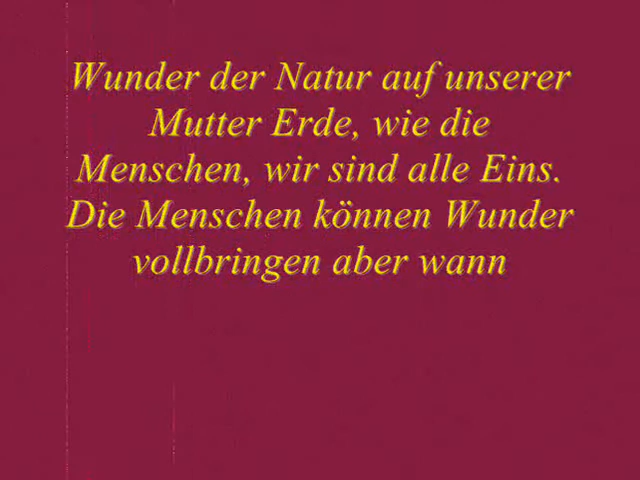 Wunder der Natur auf unserer
Mutter Erde, wie die
Menschen, wir sind alle Eins.
Die Menschen können Wunder
vollbringen aber wann